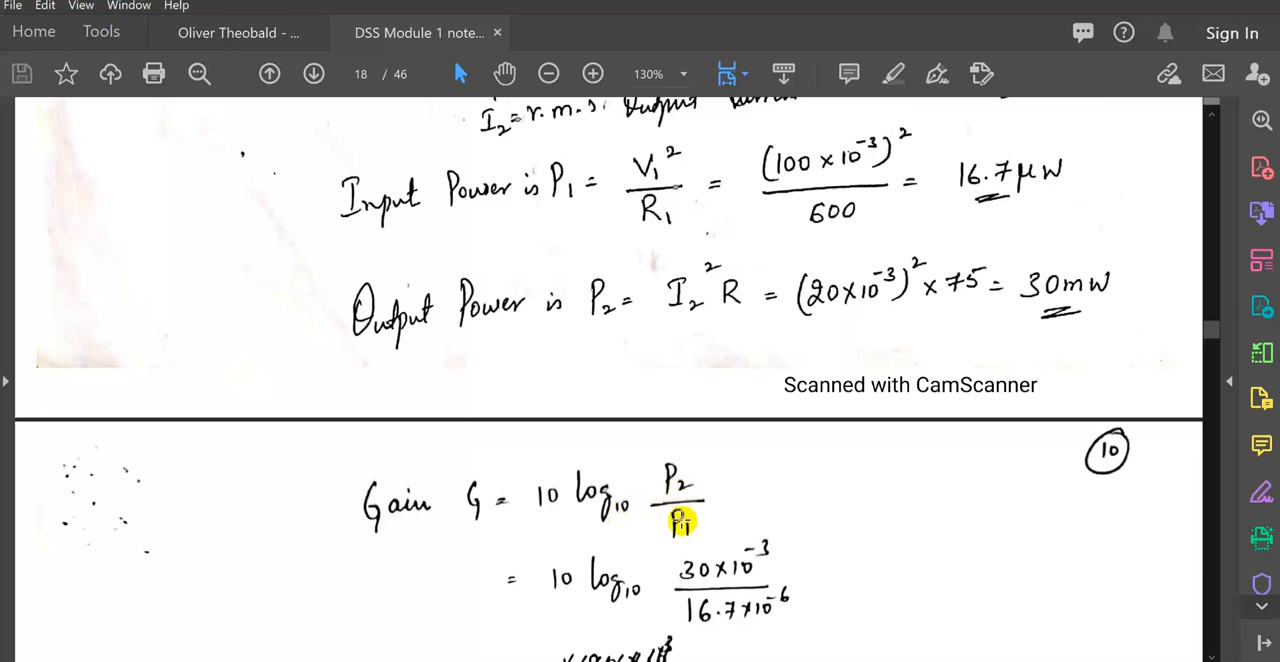 File Edit View Window Help
Home Tools Oliver Theobald - ... DSS Module 1 note... × Sign In
18 / 46 130%
I₂ = r.m.s. Output
Input Power is P₁ = V₁² / R₁ = (100 × 10⁻³)² / 600 = 16.7 μW
Output Power is P₂ = I₂² R = (20×10⁻³)² × 75 = 30mW
Scanned with CamScanner
10
Gain G = 10 log₁₀ P₂ / P₁
= 10 log₁₀ 30×10⁻³ / 16.7×10⁻⁶